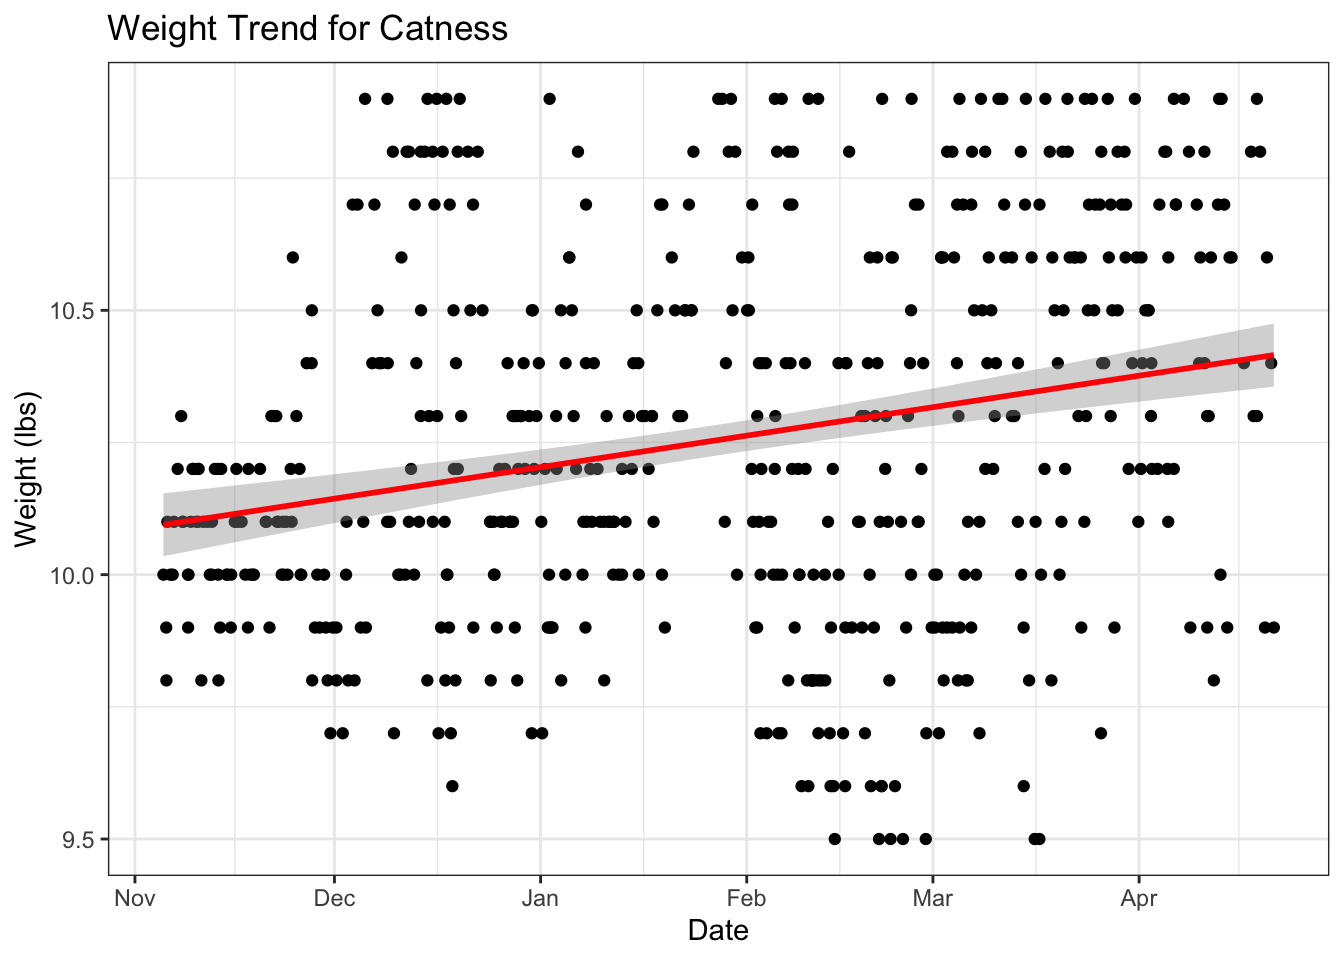 Weight Trend for Catness
Weight (lbs)
10.5
10.0
9.5
Nov Dec Jan Feb Mar Apr
Date